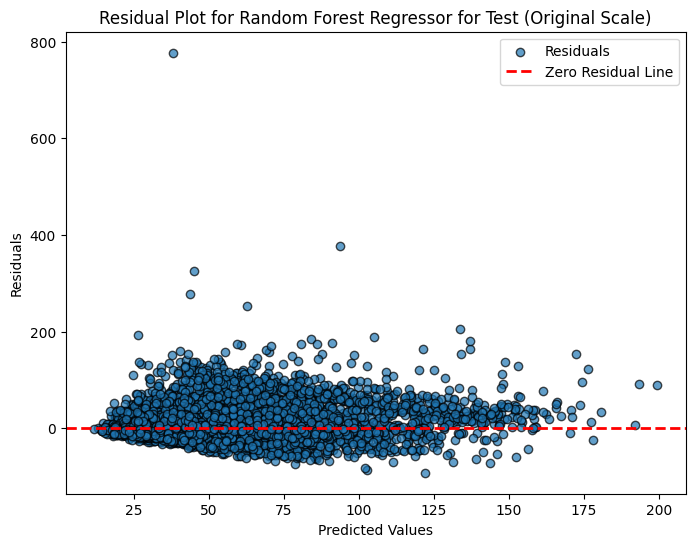 Residual Plot for Random Forest Regressor for Test (Original Scale)
Residuals
Zero Residual Line
800
600
400
200
0
Residuals
25
50
75
100
125
150
175
200
Predicted Values